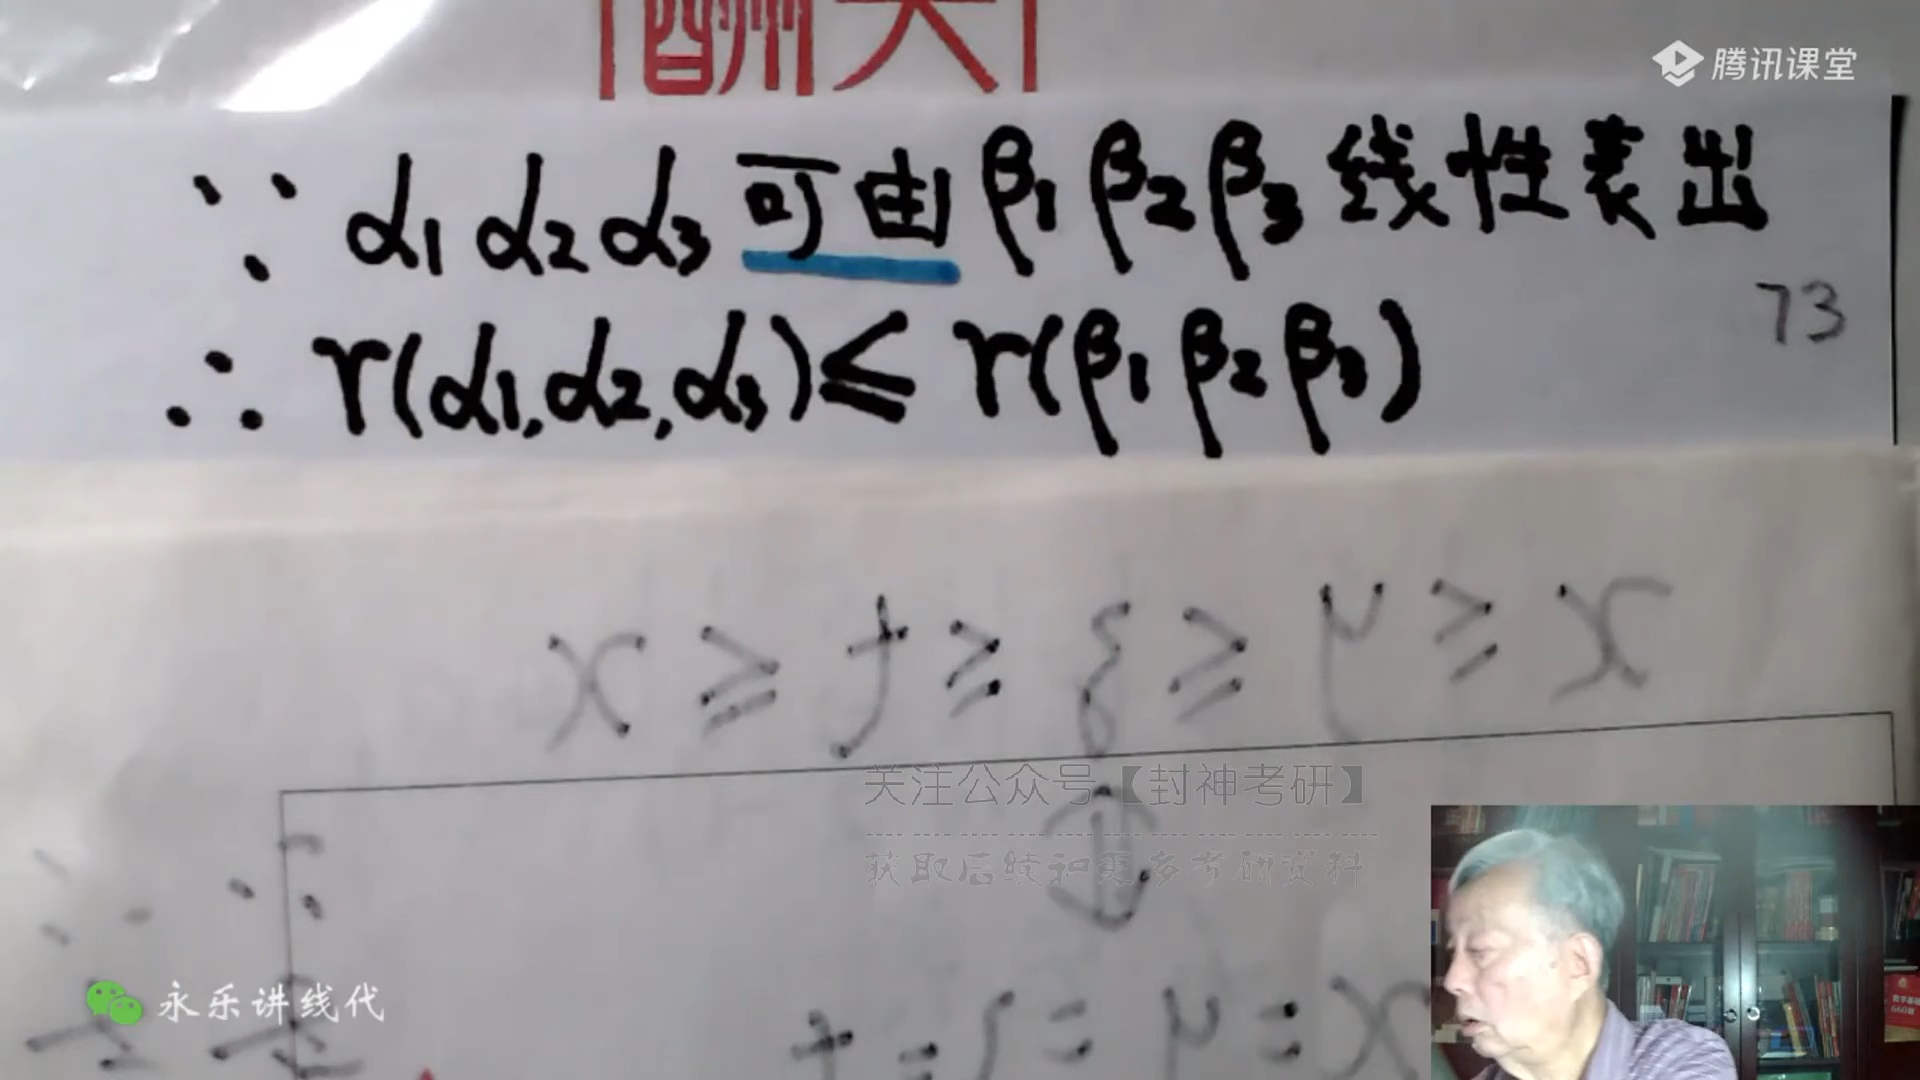 酬
腾讯课堂
∵ α1 α2 α3 可由 β1 β2 β3 线性表出
∴ r(α1,α2,α3) ≤ r(β1 β2 β3)
73
x ≥ t ≥ ξ ≥ μ ≥ x
关注公众号【封神考研】
获取后续和更多考研资料
永乐讲线代